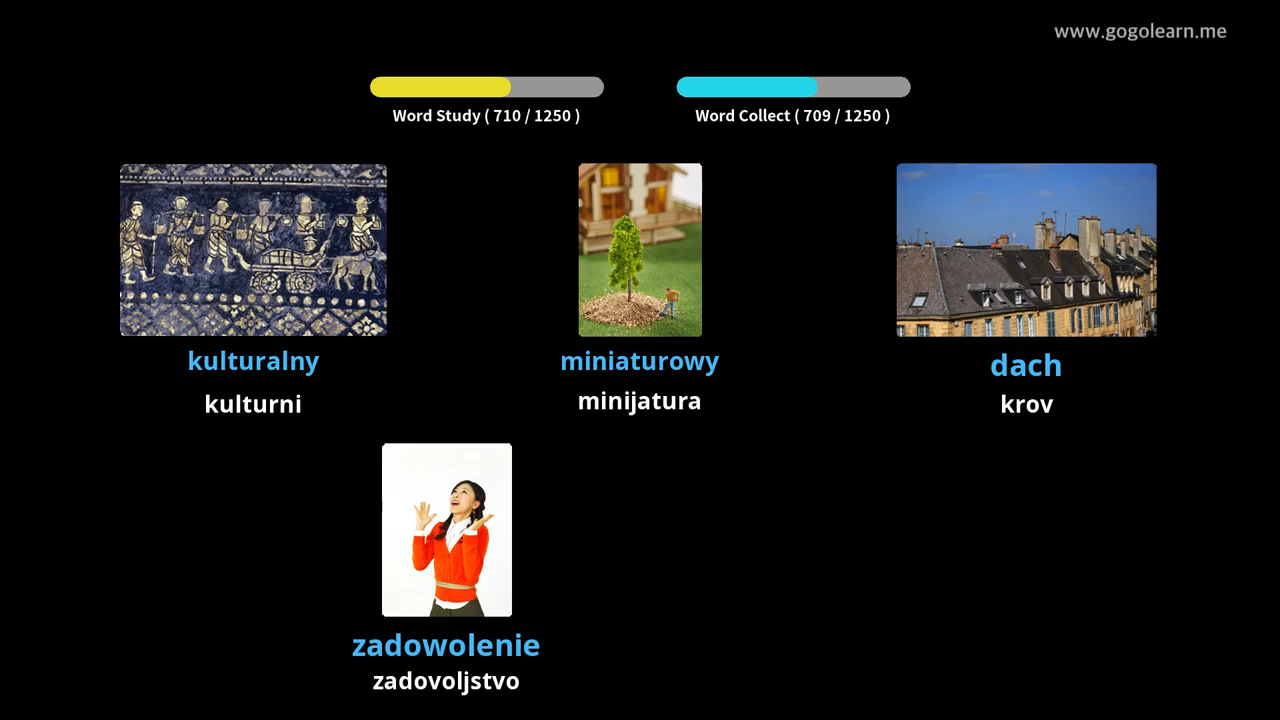 www.gogolearn.me
Word Study ( 710 / 1250 )
Word Collect ( 709 / 1250 )
kulturalny
kulturni
miniaturowy
minijatura
dach
krov
zadowolenie
zadovoljstvo